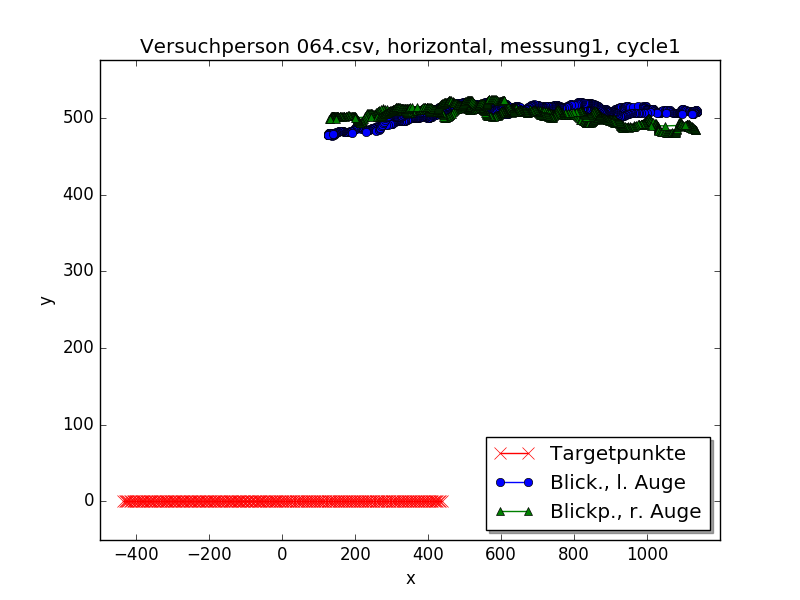 Versuchperson 064.csv, horizontal, messung1, cycle1
500
400
300
200
100
0
y
−400 −200 0 200 400 600 800 1000
x
Targetpunkte
Blick., l. Auge
Blickp., r. Auge